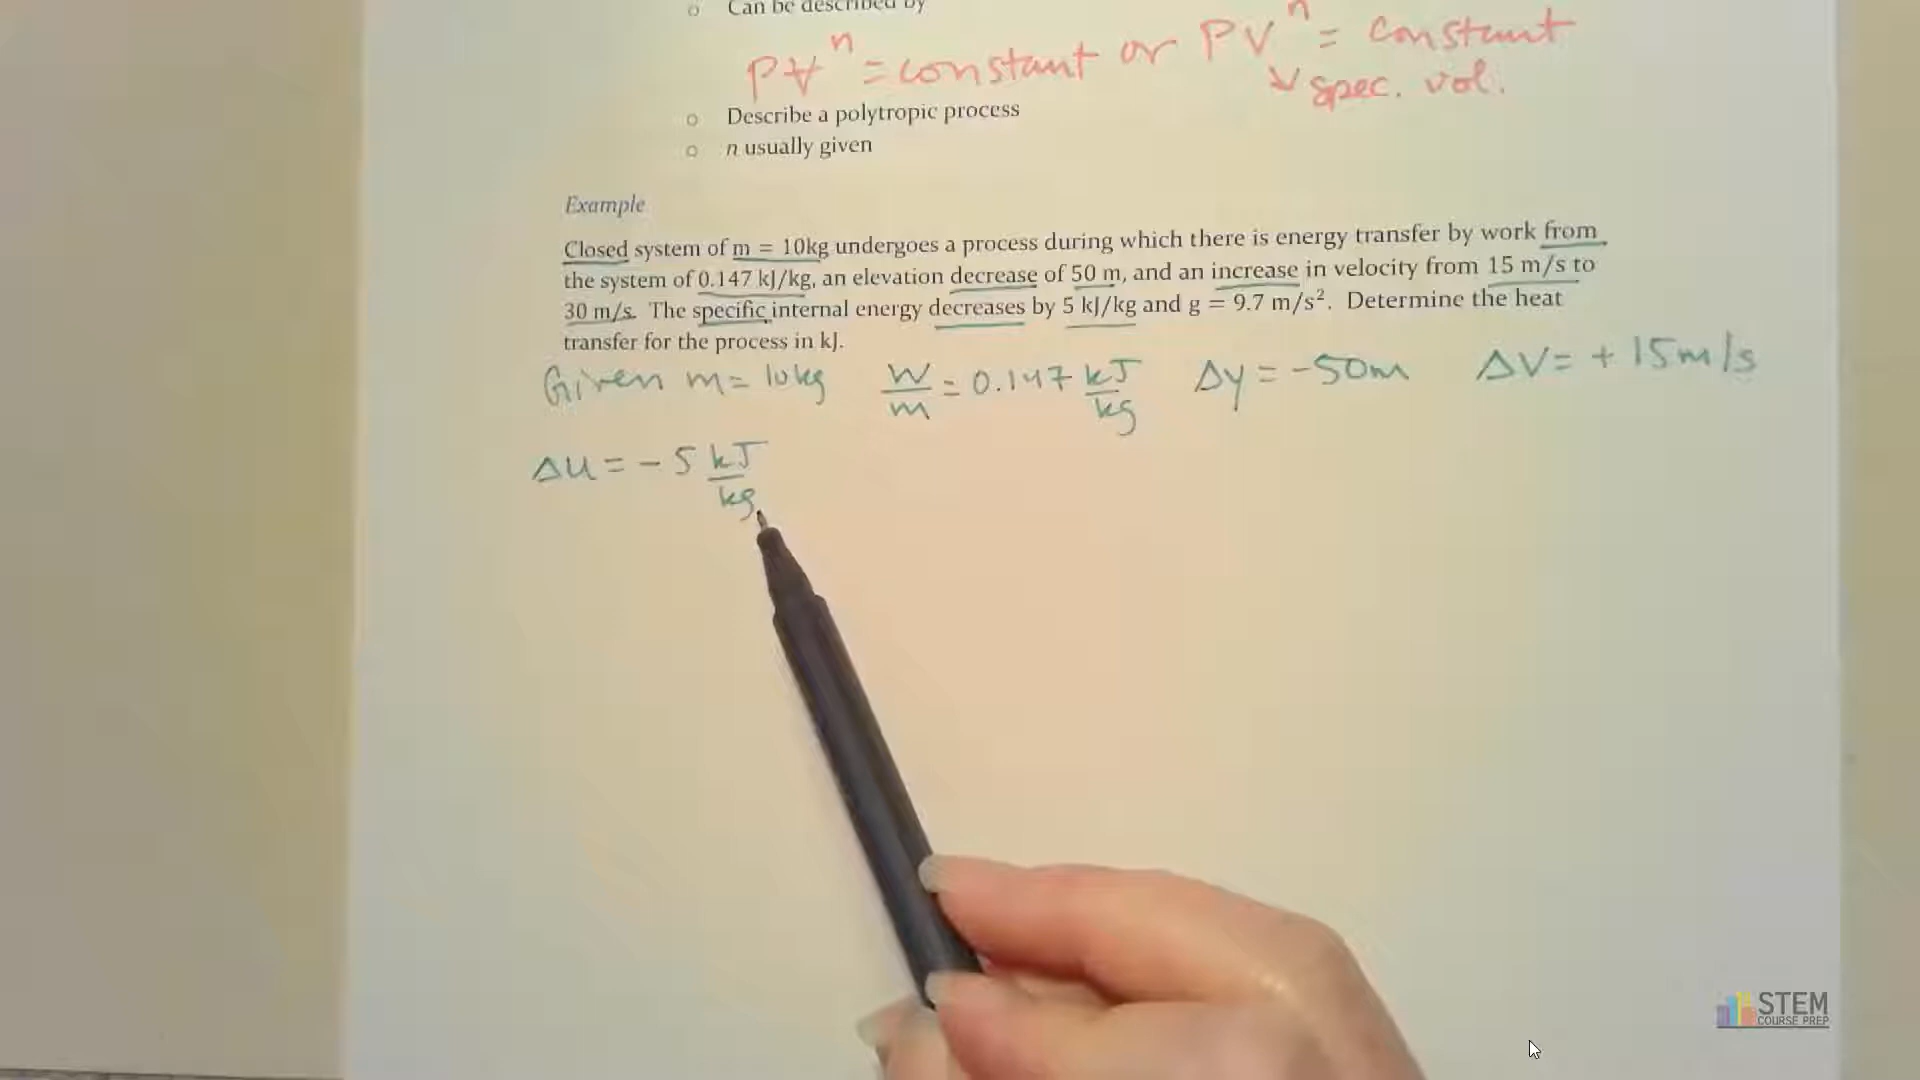 Can be described by
PV^n = constant or PV^n = constant
↘ spec. vol.
Describe a polytropic process
n usually given
Example
Closed system of m = 10kg undergoes a process during which there is energy transfer by work from
the system of 0.147 kJ/kg, an elevation decrease of 50 m, and an increase in velocity from 15 m/s to
30 m/s. The specific internal energy decreases by 5 kJ/kg and g = 9.7 m/s². Determine the heat
transfer for the process in kJ.
Given m = 10kg W/m = 0.147 kJ/kg Δy = -50m ΔV = + 15m/s
Δu = - 5 kJ/kg
STEM
COURSE PREP